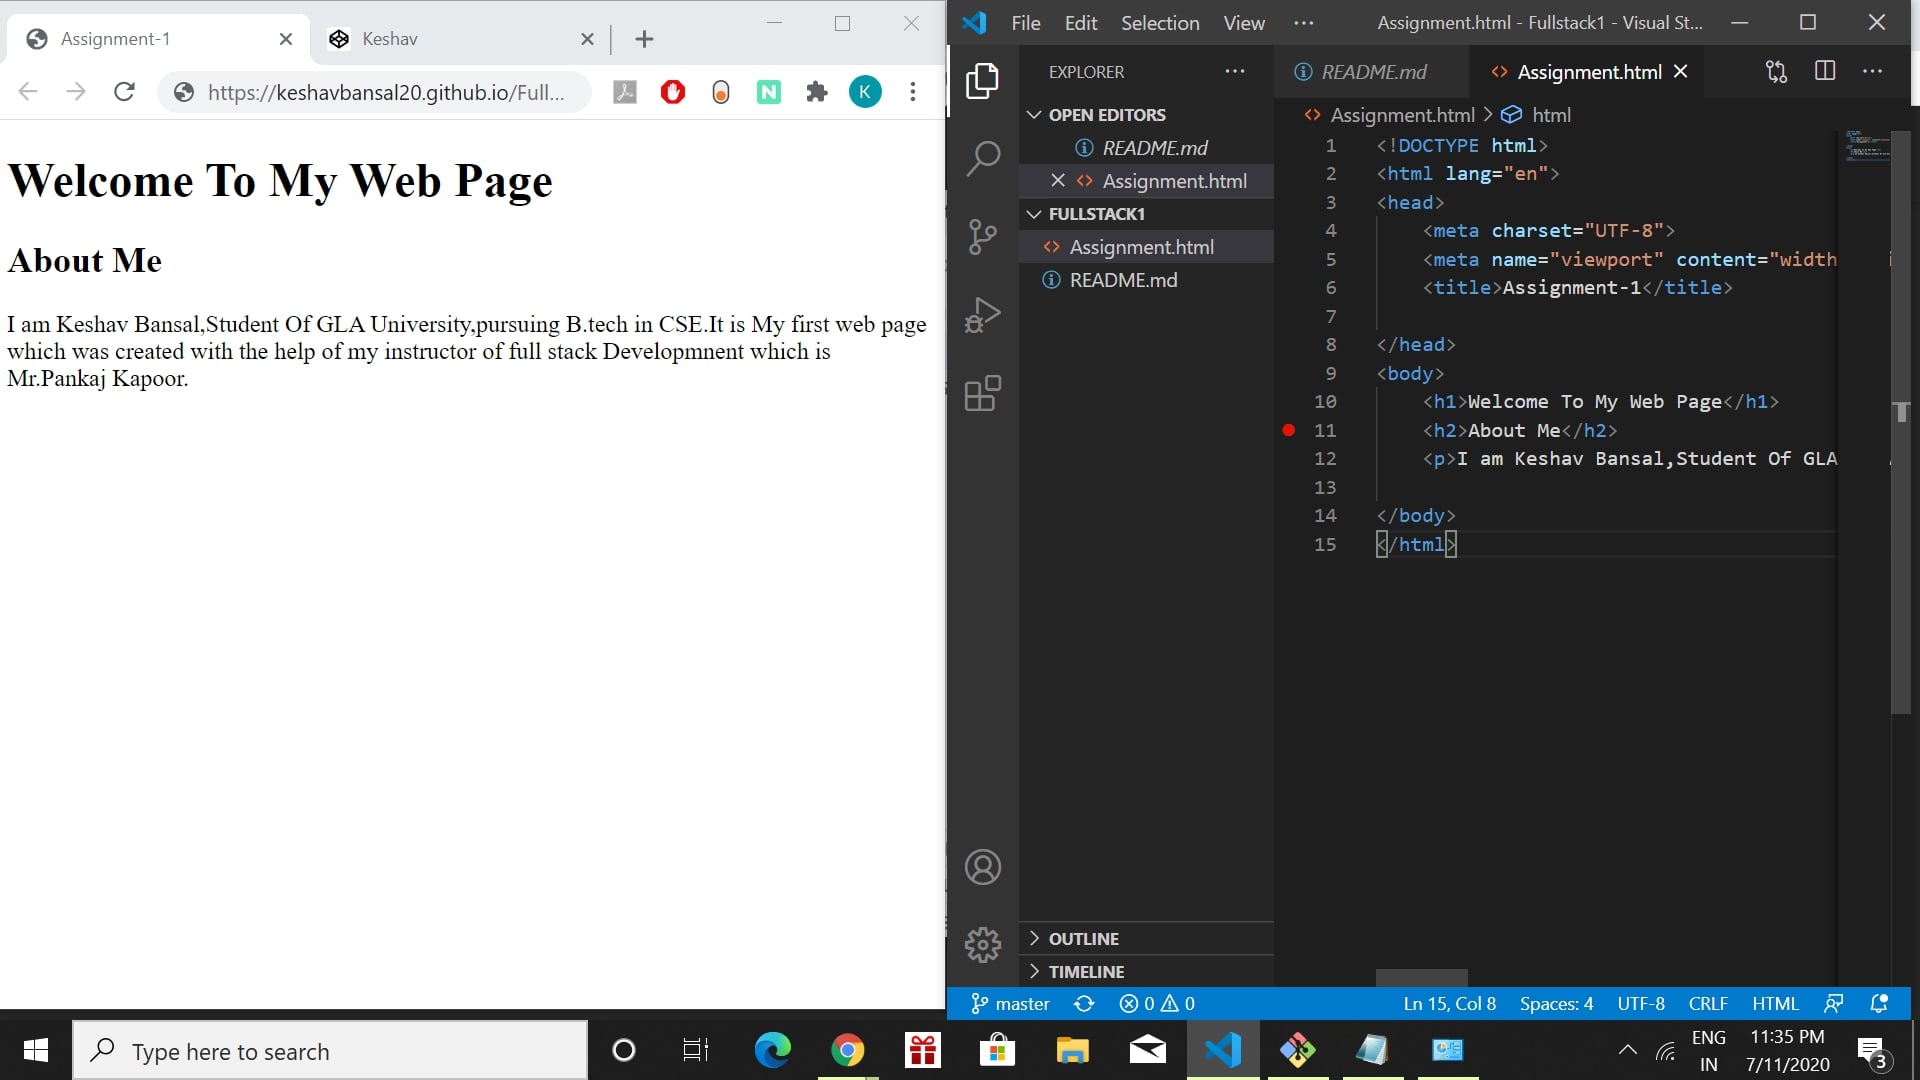 Assignment-1
Keshav
https://keshavbansal20.github.io/Full...
K
Welcome To My Web Page
About Me
I am Keshav Bansal,Student Of GLA University,pursuing B.tech in CSE.It is My first web page
which was created with the help of my instructor of full stack Developmnent which is
Mr.Pankaj Kapoor.
File Edit Selection View ... Assignment.html - Fullstack1 - Visual St...
EXPLORER
OPEN EDITORS
README.md
Assignment.html
FULLSTACK1
Assignment.html
README.md
OUTLINE
TIMELINE
README.md
Assignment.html
Assignment.html > html
1 <!DOCTYPE html>
2 <html lang="en">
3 <head>
4 <meta charset="UTF-8">
5 <meta name="viewport" content="width
6 <title>Assignment-1</title>
7
8 </head>
9 <body>
10 <h1>Welcome To My Web Page</h1>
11 <h2>About Me</h2>
12 <p>I am Keshav Bansal,Student Of GLA
13
14 </body>
15 </html>
master 0 0 Ln 15, Col 8 Spaces: 4 UTF-8 CRLF HTML
Type here to search
ENG
IN
11:35 PM
7/11/2020
3